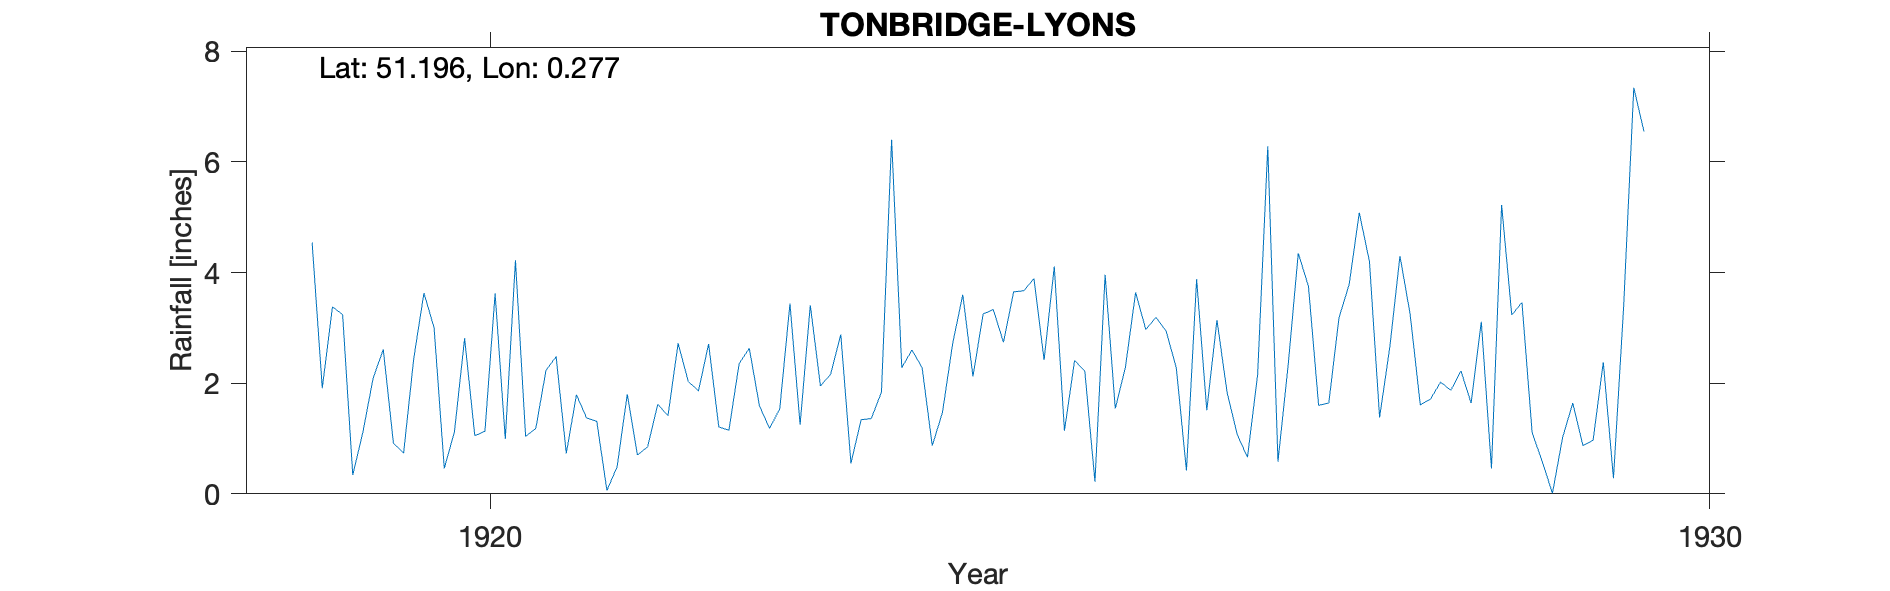 TONBRIDGE-LYONS
Lat: 51.196, Lon: 0.277
8
6
4
2
0
Rainfall [inches]
1920
1930
Year